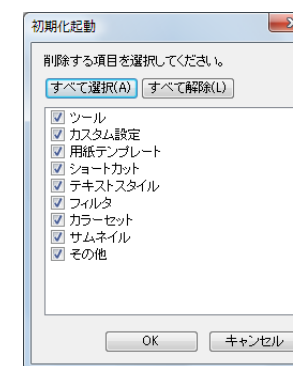 初期化起動
削除する項目を選択してください。
すべて選択(A) すべて解除(L)
ツール
カスタム設定
用紙テンプレート
ショートカット
テキストスタイル
フィルタ
カラーセット
サムネイル
その他
OK キャンセル